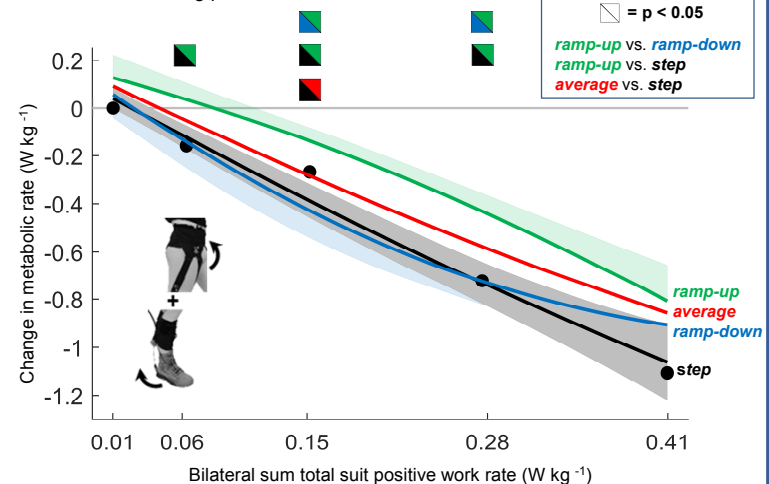 = p < 0.05
ramp-up vs. ramp-down
ramp-up vs. step
average vs. step
0.2
0
-0.2
-0.4
-0.6
-0.8
-1
-1.2
Change in metabolic rate (W kg -1)
+
ramp-up
average
ramp-down
step
0.01 0.06 0.15 0.28 0.41
Bilateral sum total suit positive work rate (W kg -1)